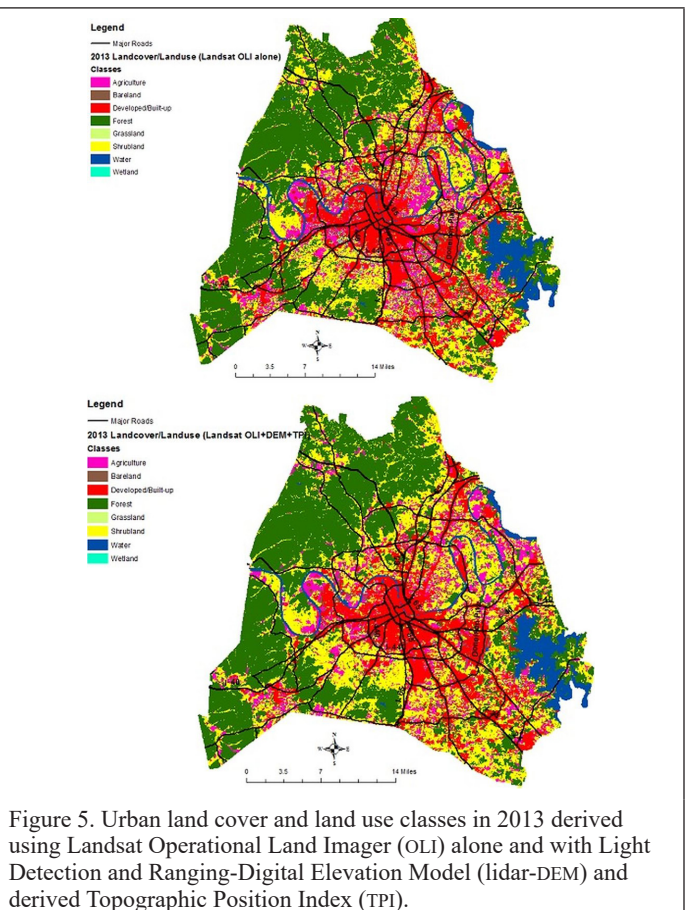 Legend
Major Roads
2013 Landcover/Landuse (Landsat OLI alone)
Classes
Agriculture
Bareland
Developed/Built-up
Forest
Grassland
Shrubland
Water
Wetland
N
W E
S
0 3.5 7 14 Miles
Legend
Major Roads
2013 Landcover/Landuse (Landsat OLI+DEM+TPI)
Classes
Agriculture
Bareland
Developed/Built-up
Forest
Grassland
Shrubland
Water
Wetland
N
W E
S
0 3.5 7 14 Miles
Figure 5. Urban land cover and land use classes in 2013 derived
using Landsat Operational Land Imager (OLI) alone and with Light
Detection and Ranging-Digital Elevation Model (lidar-DEM) and
derived Topographic Position Index (TPI).